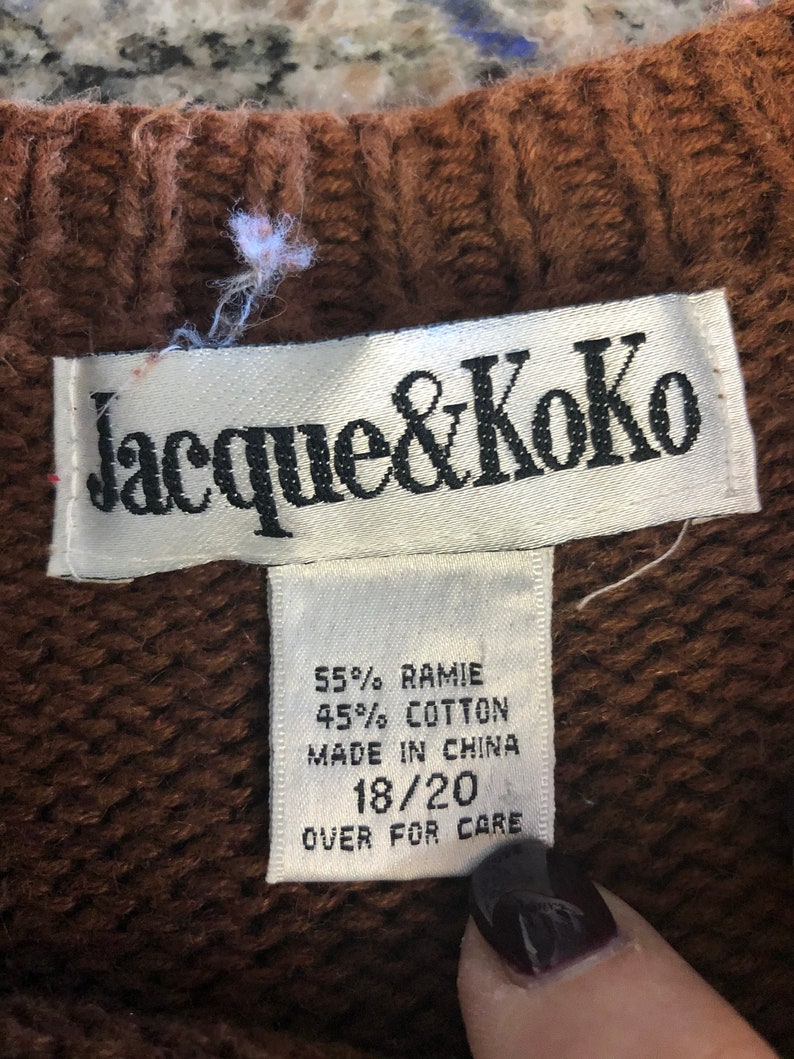 Jacque&KoKo
55% RAMIE
45% COTTON
MADE IN CHINA
18/20
OVER FOR CARE